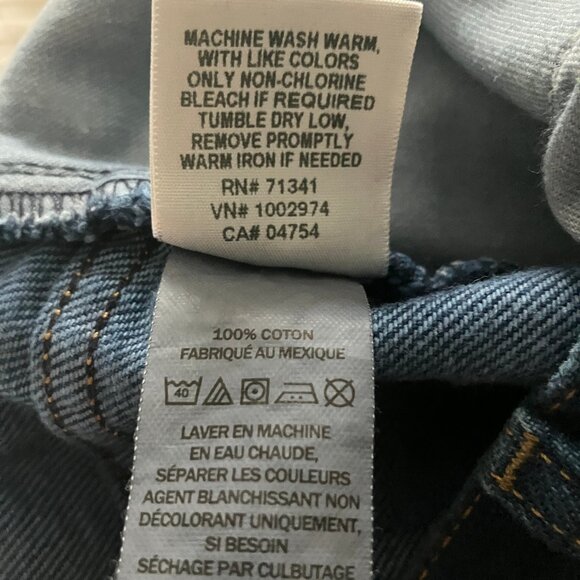 MACHINE WASH WARM,
WITH LIKE COLORS
ONLY NON-CHLORINE
BLEACH IF REQUIRED
TUMBLE DRY LOW,
REMOVE PROMPTLY
WARM IRON IF NEEDED
RN# 71341
VN# 1002974
CA# 04754
100% COTON
FABRIQUÉ AU MEXIQUE
40
LAVER EN MACHINE
EN EAU CHAUDE,
SÉPARER LES COULEURS
AGENT BLANCHISSANT NON
DÉCOLORANT UNIQUEMENT,
SI BESOIN
SÉCHAGE PAR CULBUTAGE